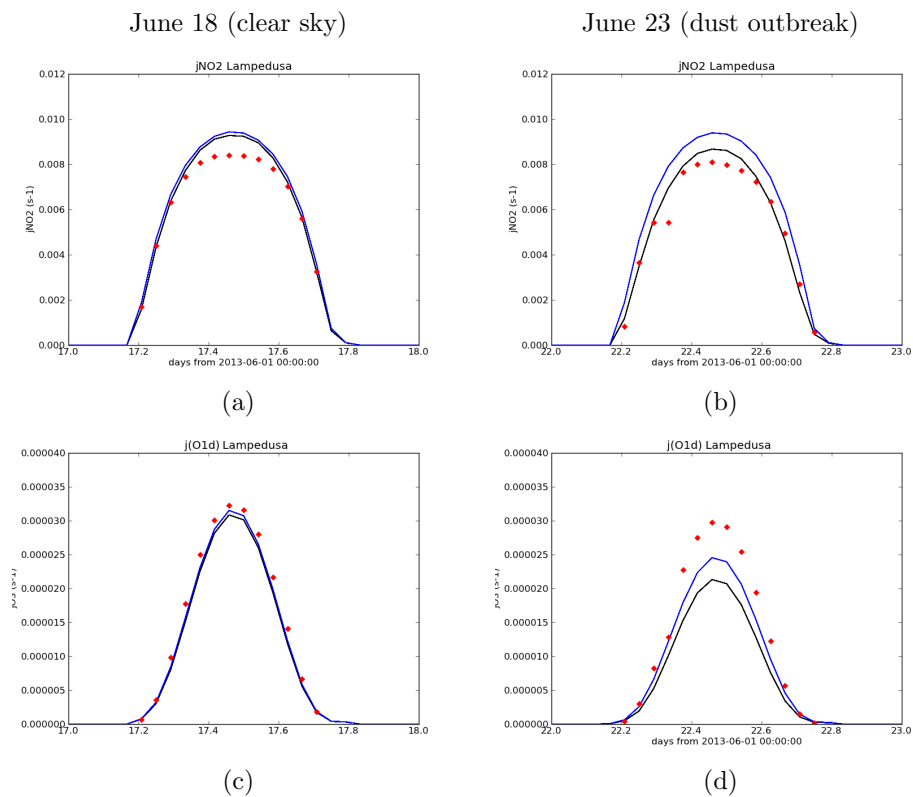 June 18 (clear sky)
June 23 (dust outbreak)
jNO2 Lampedusa
0.012
0.010
0.008
0.006
0.004
0.002
0.000
jNO2 (s-1)
17.0 17.2 17.4 17.6 17.8 18.0
days from 2013-06-01 00:00:00
(a)
jNO2 Lampedusa
0.012
0.010
0.008
0.006
0.004
0.002
0.000
jNO2 (s-1)
22.0 22.2 22.4 22.6 22.8 23.0
days from 2013-06-01 00:00:00
(b)
j(O1d) Lampedusa
0.000040
0.000035
0.000030
0.000025
0.000020
0.000015
0.000010
0.000005
0.000000
17.0 17.2 17.4 17.6 17.8 18.0
(c)
j(O1d) Lampedusa
0.000040
0.000035
0.000030
0.000025
0.000020
0.000015
0.000010
0.000005
0.000000
22.0 22.2 22.4 22.6 22.8 23.0
days from 2013-06-01 00:00:00
(d)